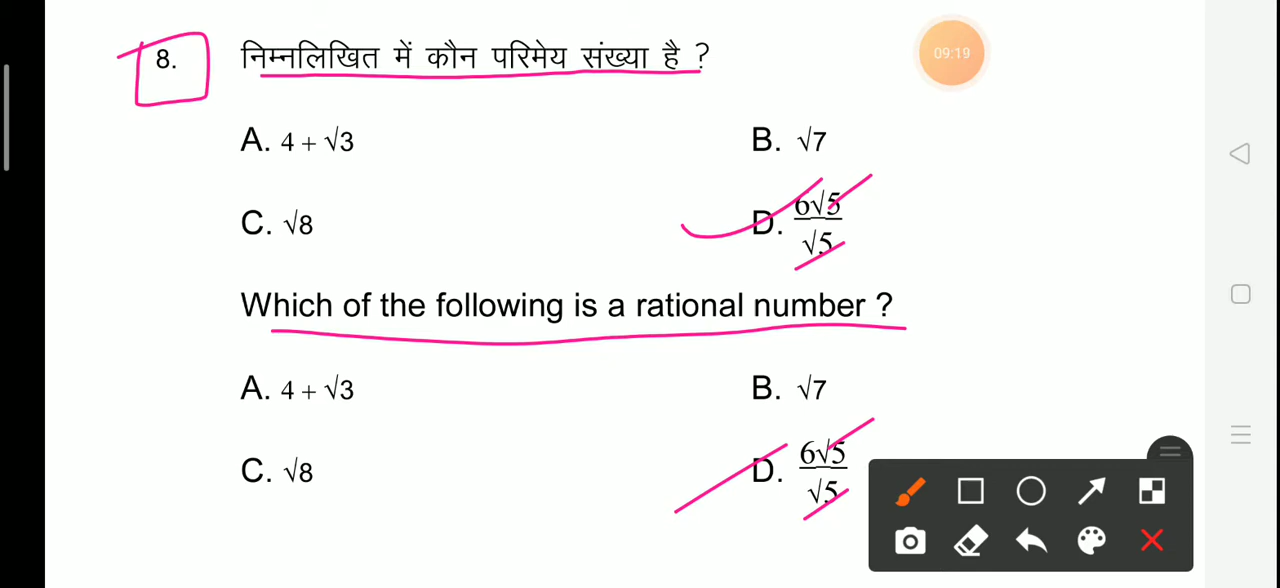 8. निम्नलिखित में कौन परिमेय संख्या है ?
09:19
A. 4 + √3 B. √7
C. √8 D. 6√5/√5
Which of the following is a rational number ?
A. 4 + √3 B. √7
C. √8 D. 6√5/√5